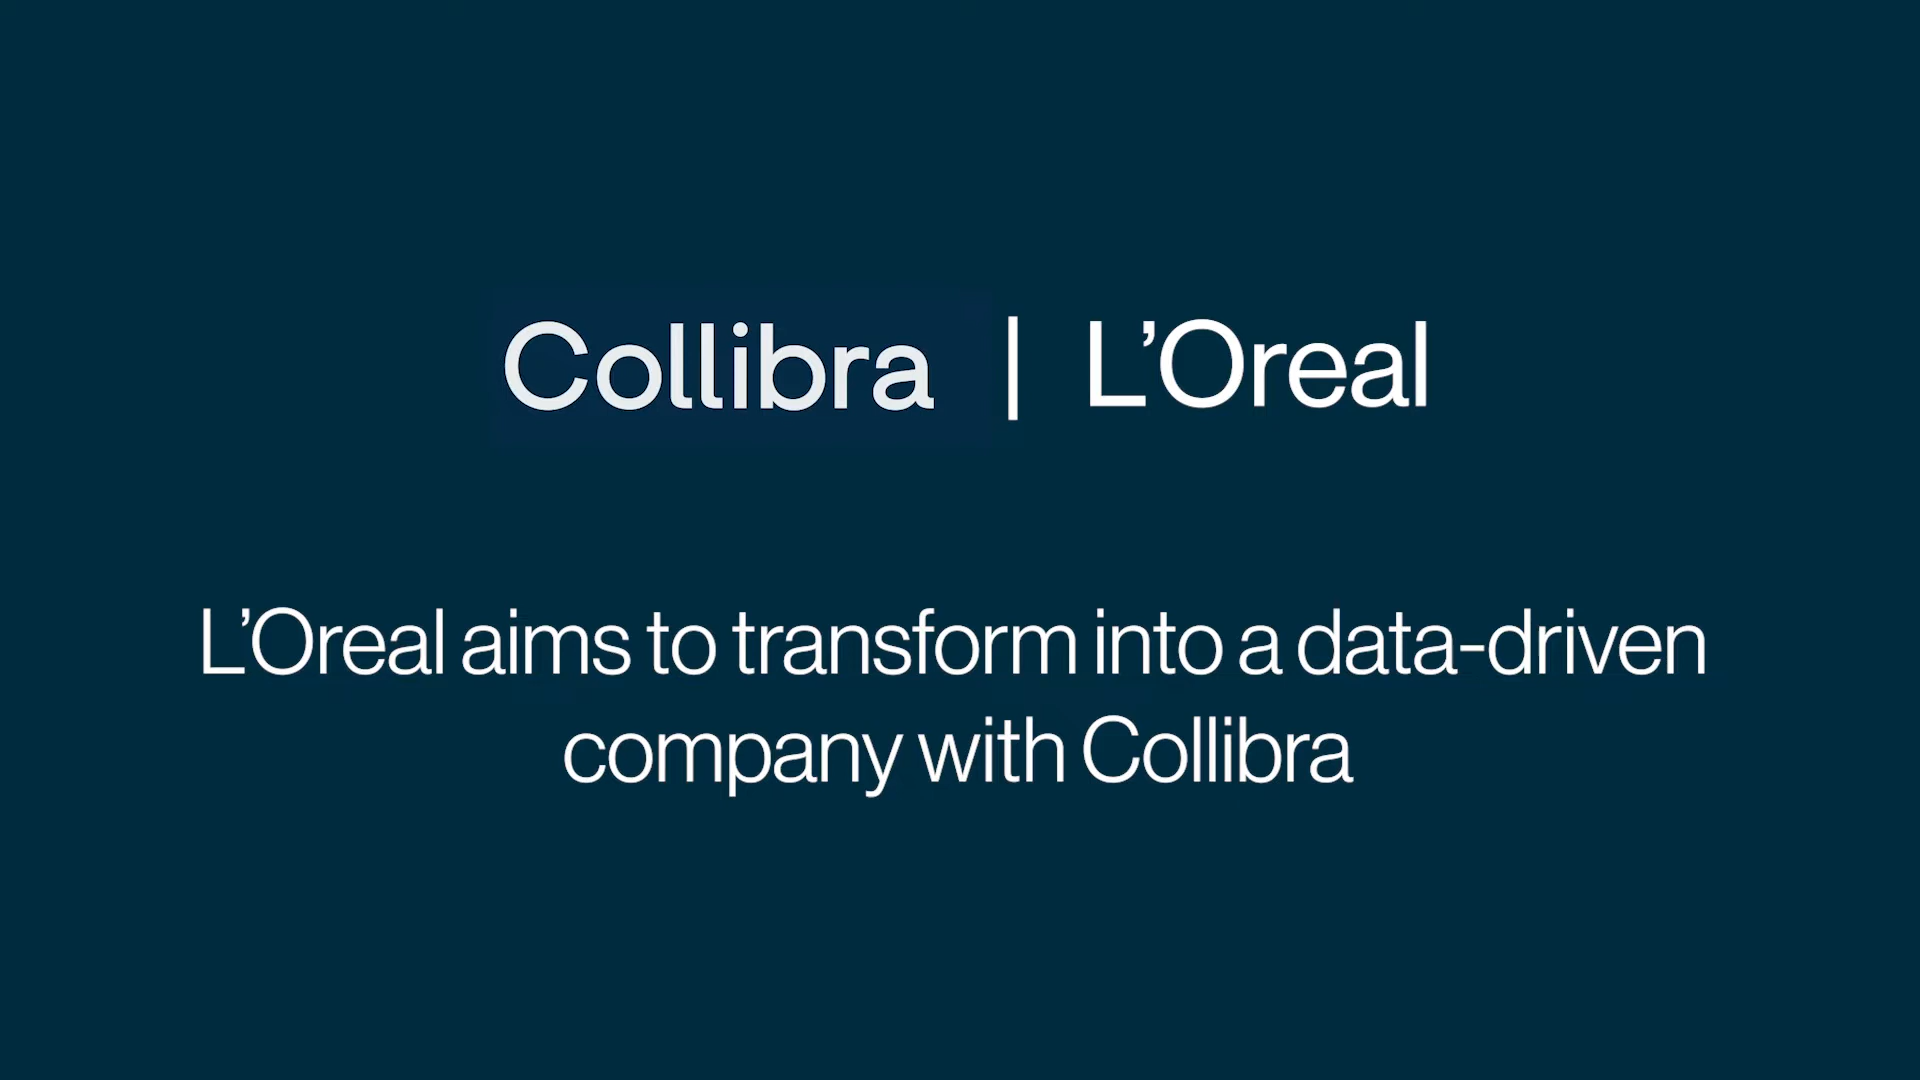 Collibra | L’Oreal
L’Oreal aims to transform into a data-driven
company with Collibra